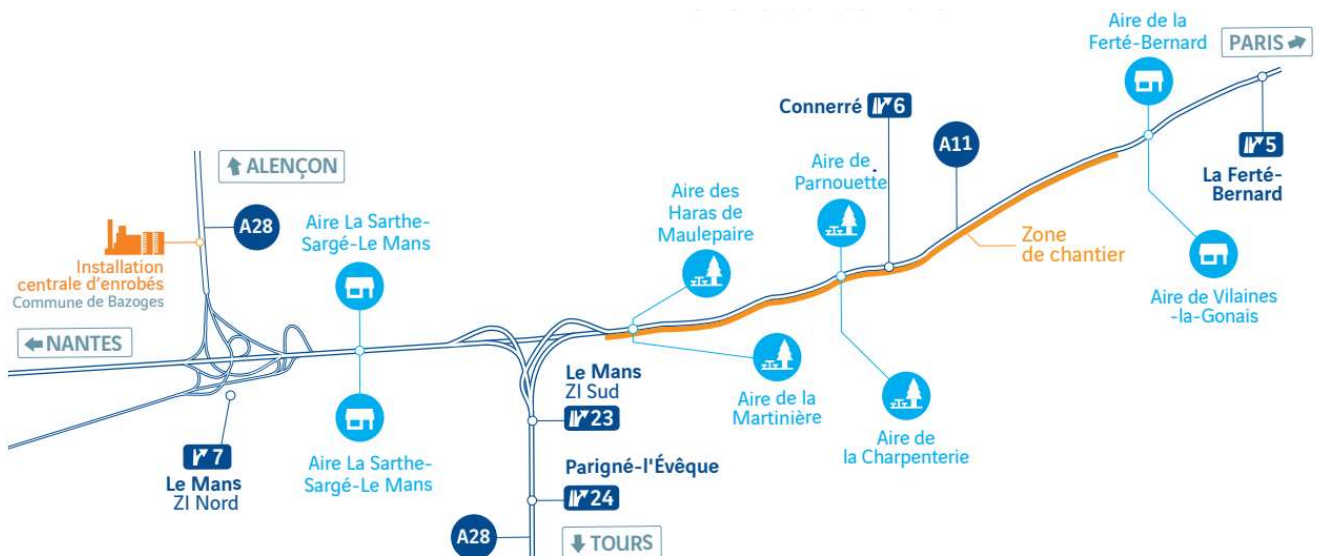 Aire de la
Ferté-Bernard
PARIS
Connerré 6
A11
5
La Ferté-
Bernard
ALENÇON
A28
Aire La Sarthe-
Sargé-Le Mans
Aire des
Haras de
Maulepaire
Aire de
Parnouette
Zone
de chantier
Installation
centrale d'enrobés
Commune de Bazoges
Aire de Vilaines
-la-Gonais
NANTES
Le Mans
ZI Sud
23
Aire de la
Martinière
Aire de
la Charpenterie
7
Le Mans
ZI Nord
Aire La Sarthe-
Sargé-Le Mans
Parigné-l'Évêque
24
A28
TOURS